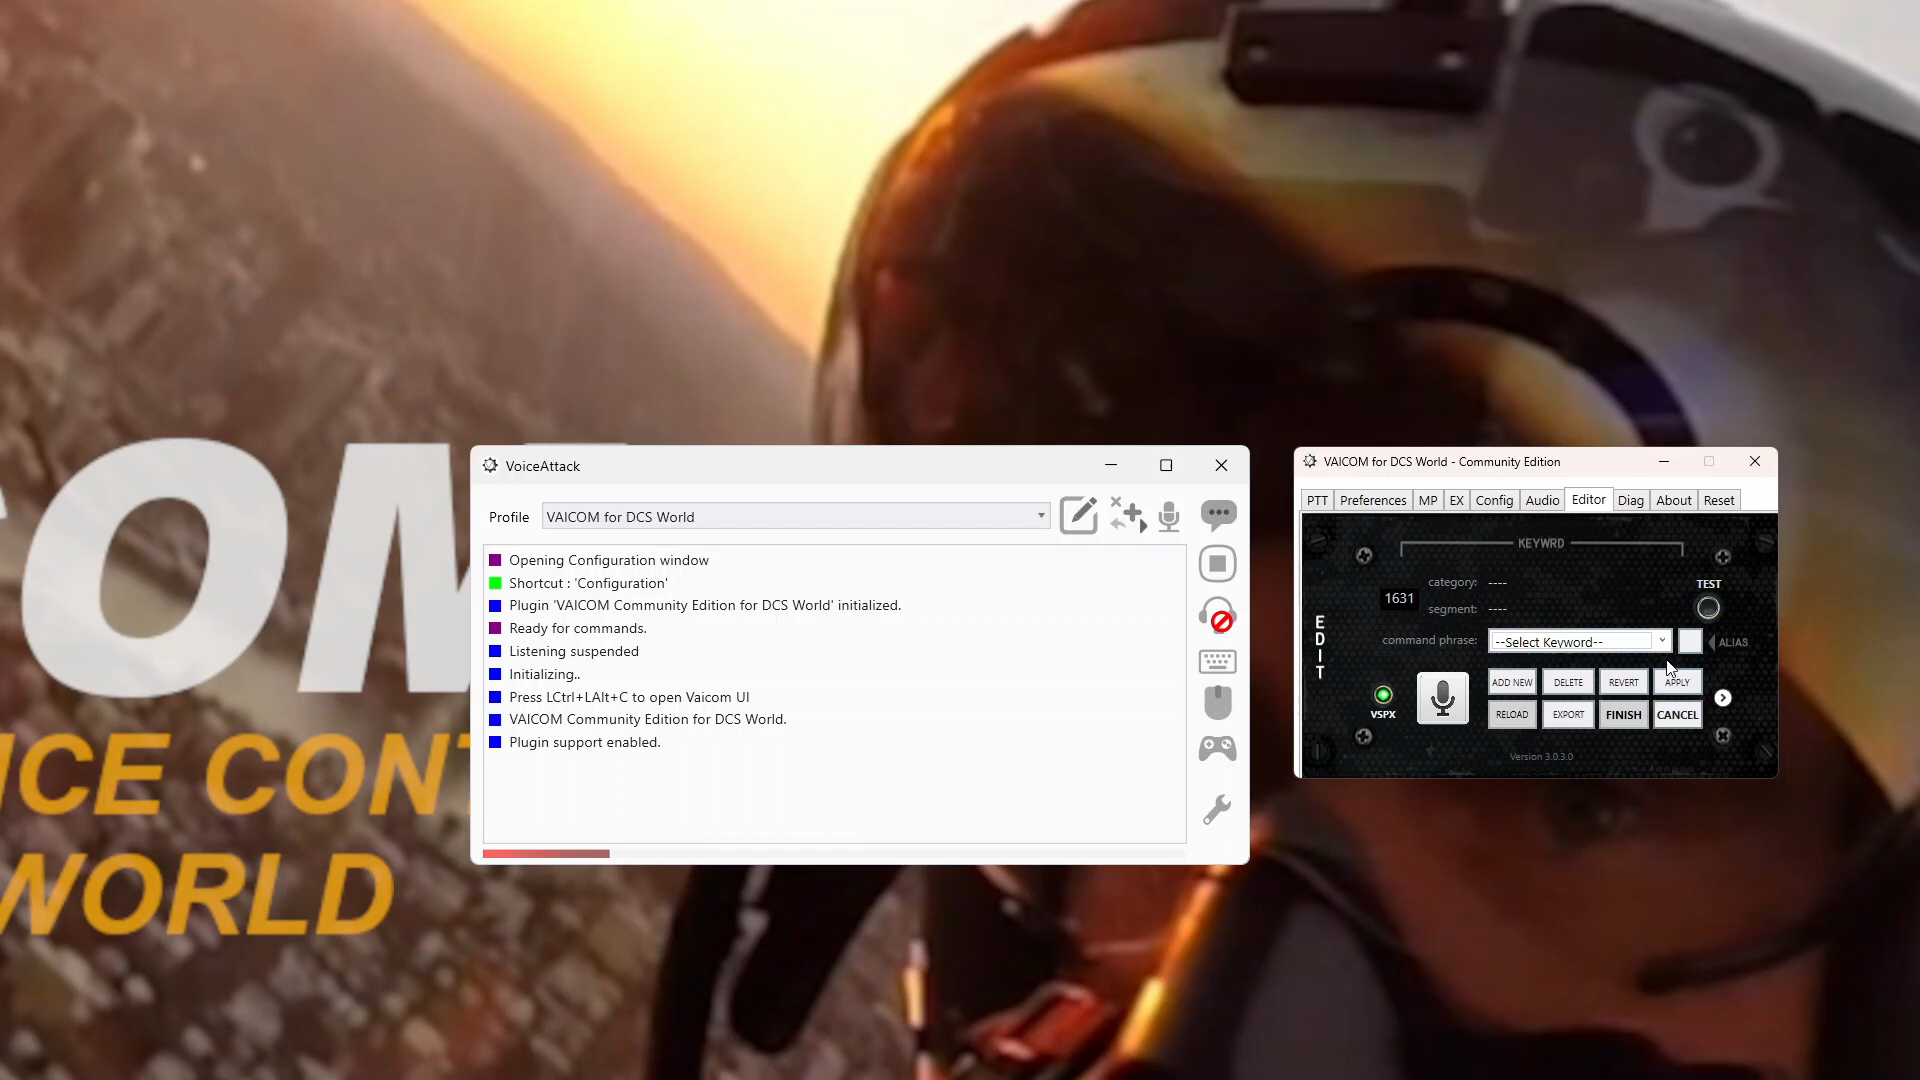 OM
ICE CONT
WORLD
VoiceAttack
Profile VAICOM for DCS World
Opening Configuration window
Shortcut : 'Configuration'
Plugin 'VAICOM Community Edition for DCS World' initialized.
Ready for commands.
Listening suspended
Initializing..
Press LCtrl+LAlt+C to open Vaicom UI
VAICOM Community Edition for DCS World.
Plugin support enabled.
VAICOM for DCS World - Community Edition
PTT Preferences MP EX Config Audio Editor Diag About Reset
KEYWRD
category: ----
TEST
1631
segment: ----
EDIT
command phrase: --Select Keyword-- ALIAS
ADD NEW DELETE REVERT APPLY
VSPX
RELOAD EXPORT FINISH CANCEL
Version 3.0.3.0